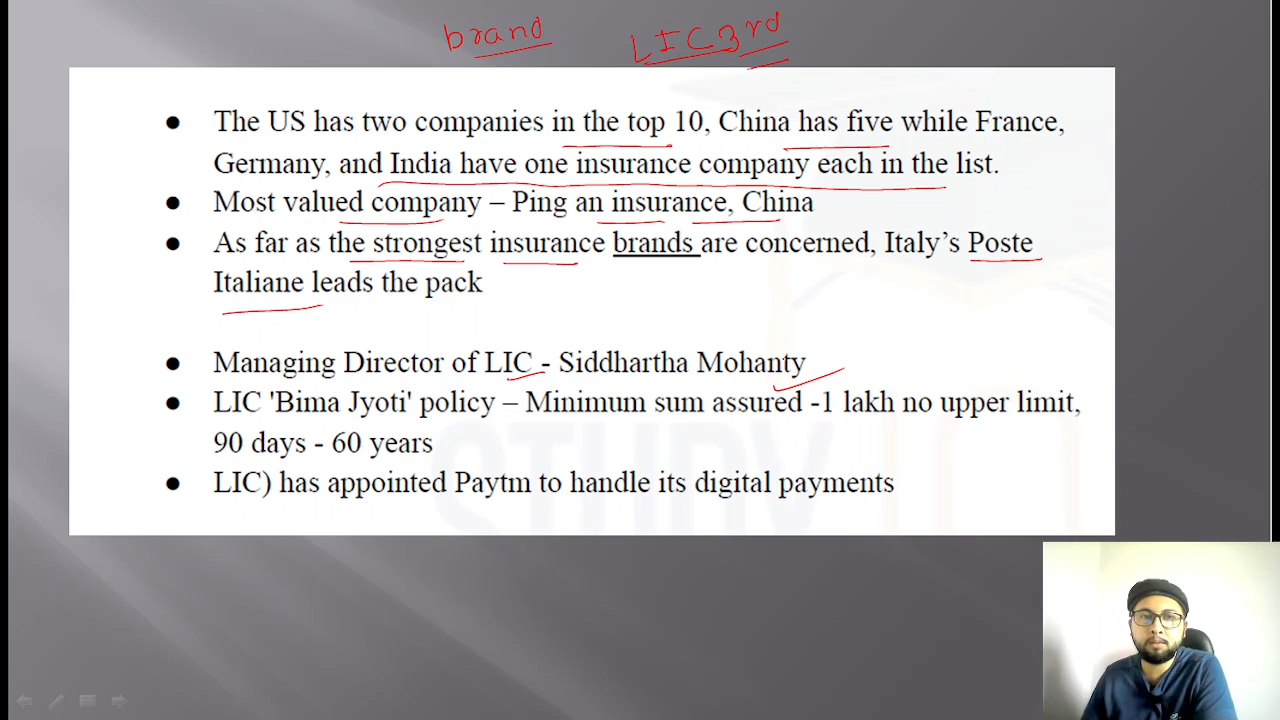 brand LIC 3rd
● The US has two companies in the top 10, China has five while France,
Germany, and India have one insurance company each in the list.
● Most valued company – Ping an insurance, China
● As far as the strongest insurance brands are concerned, Italy’s Poste
Italiane leads the pack
● Managing Director of LIC - Siddhartha Mohanty
● LIC 'Bima Jyoti' policy – Minimum sum assured -1 lakh no upper limit,
90 days - 60 years
● LIC) has appointed Paytm to handle its digital payments